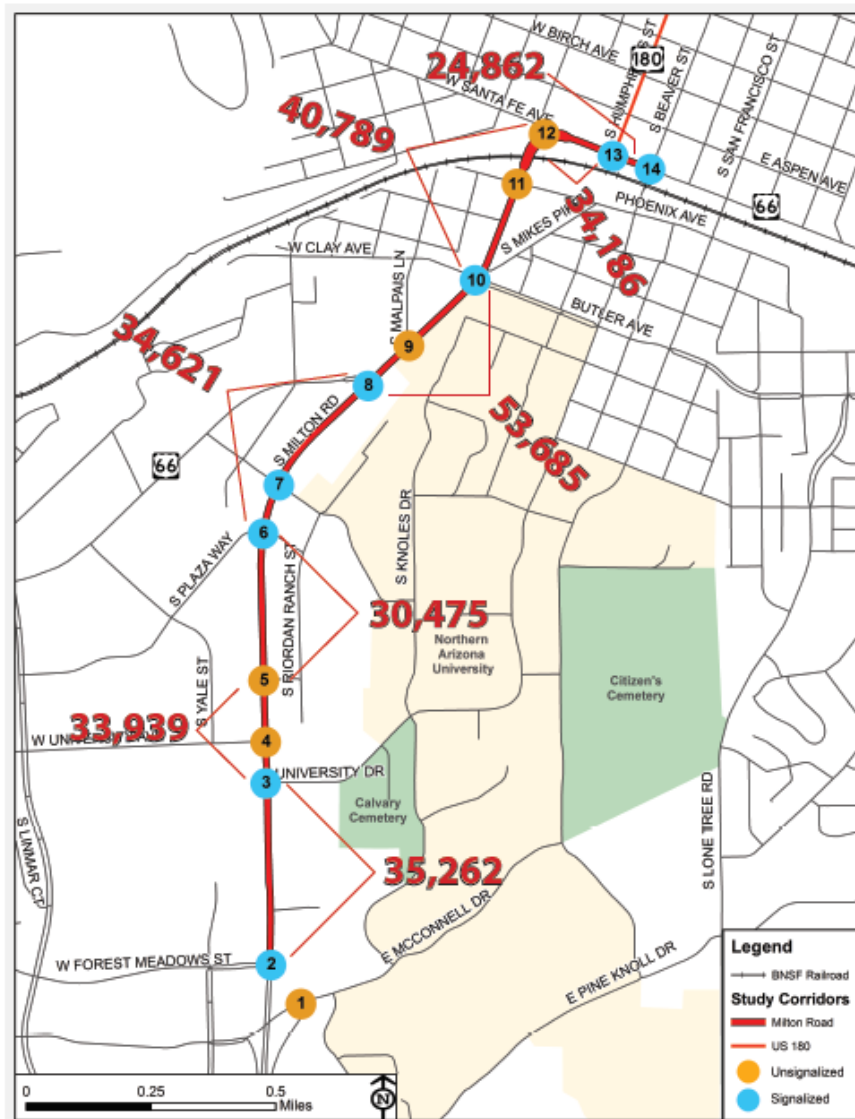 W BIRCH AVE
24,862
S HUMPHREYS ST
180
S BEAVER ST
S SAN FRANCISCO ST
W SANTA FE AVE
40,789
12
13
14
E ASPEN AVE
11
PHOENIX AVE
66
S MIKES PIKE
34,186
W CLAY AVE
S MALPAIS LN
10
BUTLER AVE
9
34,621
8
53,685
S MILTON RD
66
7
S KNOLES DR
6
S PLAZA WAY
S RIORDAN RANCH ST
30,475
Northern
Arizona
University
Citizen's
Cemetery
5
S YALE ST
33,939
4
3
UNIVERSITY DR
Calvary
Cemetery
S LINMAR CT
S LONE TREE RD
35,262
E MCCONNELL DR
W FOREST MEADOWS ST
2
E PINE KNOLL DR
1
Legend
BNSF Railroad
Study Corridors
Milton Road
US 180
Unsignalized
Signalized
0
0.25
0.5
Miles
N